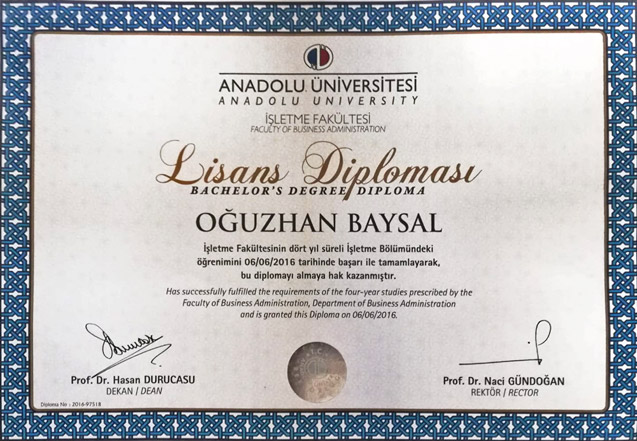 ANADOLU ÜNİVERSİTESİ
ANADOLU UNIVERSITY
İŞLETME FAKÜLTESİ
FACULTY OF BUSINESS ADMINISTRATION
Lisans Diploması
BACHELOR'S DEGREE DIPLOMA
OĞUZHAN BAYSAL
İşletme Fakültesinin dört yıl süreli İşletme Bölümündeki
öğrenimini 06/06/2016 tarihinde başarı ile tamamlayarak,
bu diplomayı almaya hak kazanmıştır.
Has successfully fulfilled the requirements of the four-year studies prescribed by the
Faculty of Business Administration, Department of Business Administration
and is granted this Diploma on 06/06/2016.
Prof. Dr. Hasan DURUCASU
DEKAN / DEAN
Prof. Dr. Naci GÜNDOĞAN
REKTÖR / RECTOR
Diploma No : 2016-97518